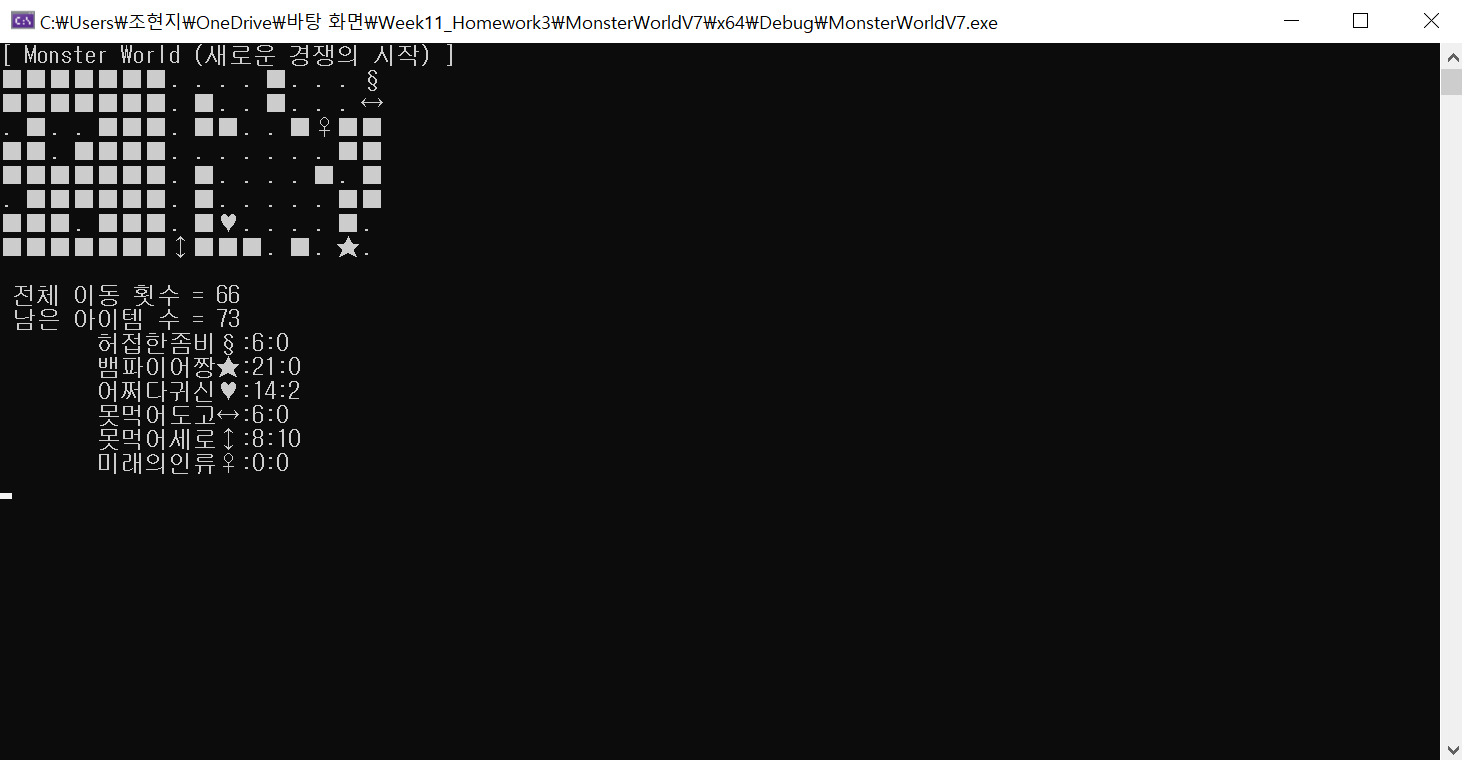 C:\Users\조현지\OneDrive\바탕 화면\Week11_Homework3\MonsterWorldV7\x64\Debug\MonsterWorldV7.exe
[ Monster World (새로운 경쟁의 시작) ]
■■■■■■■. . . . ■. . . §
■■■■■■■. ■. . ■. . . ↔
. ■. . ■■■. ■■. . ■♀■■
■■. ■■■■. . . . . . . ■■
■■■■■■■. ■. . . . ■. ■
. ■■■■■■. ■. . . . . ■■
■■■. ■■■. ■♥. . . . ■. 
■■■■■■■↕■■■. ■. ★. 
전체 이동 횟수 = 66
남은 아이템 수 = 73
허접한좀비§:6:0
뱀파이어짱★:21:0
어쩌다귀신♥:14:2
못먹어도고↔:6:0
못먹어세로↕:8:10
미래의인류♀:0:0